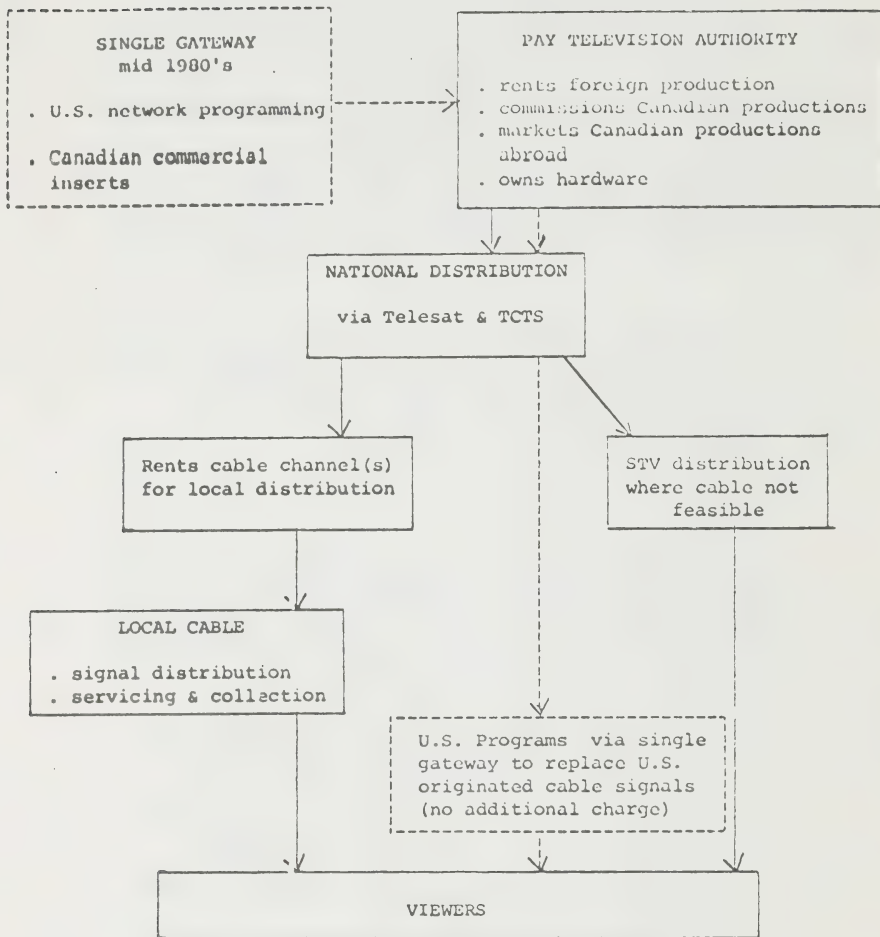 SINGLE GATEWAY
mid 1980's
. U.S. network programming
. Canadian commercial
inserts
PAY TELEVISION AUTHORITY
. rents foreign production
. commissions Canadian productions
. markets Canadian productions
abroad
. owns hardware
NATIONAL DISTRIBUTION
via Telesat & TCTS
Rents cable channel(s)
for local distribution
STV distribution
where cable not
feasible
LOCAL CABLE
. signal distribution
. servicing & collection
U.S. Programs via single
gateway to replace U.S.
originated cable signals
(no additional charge)
VIEWERS